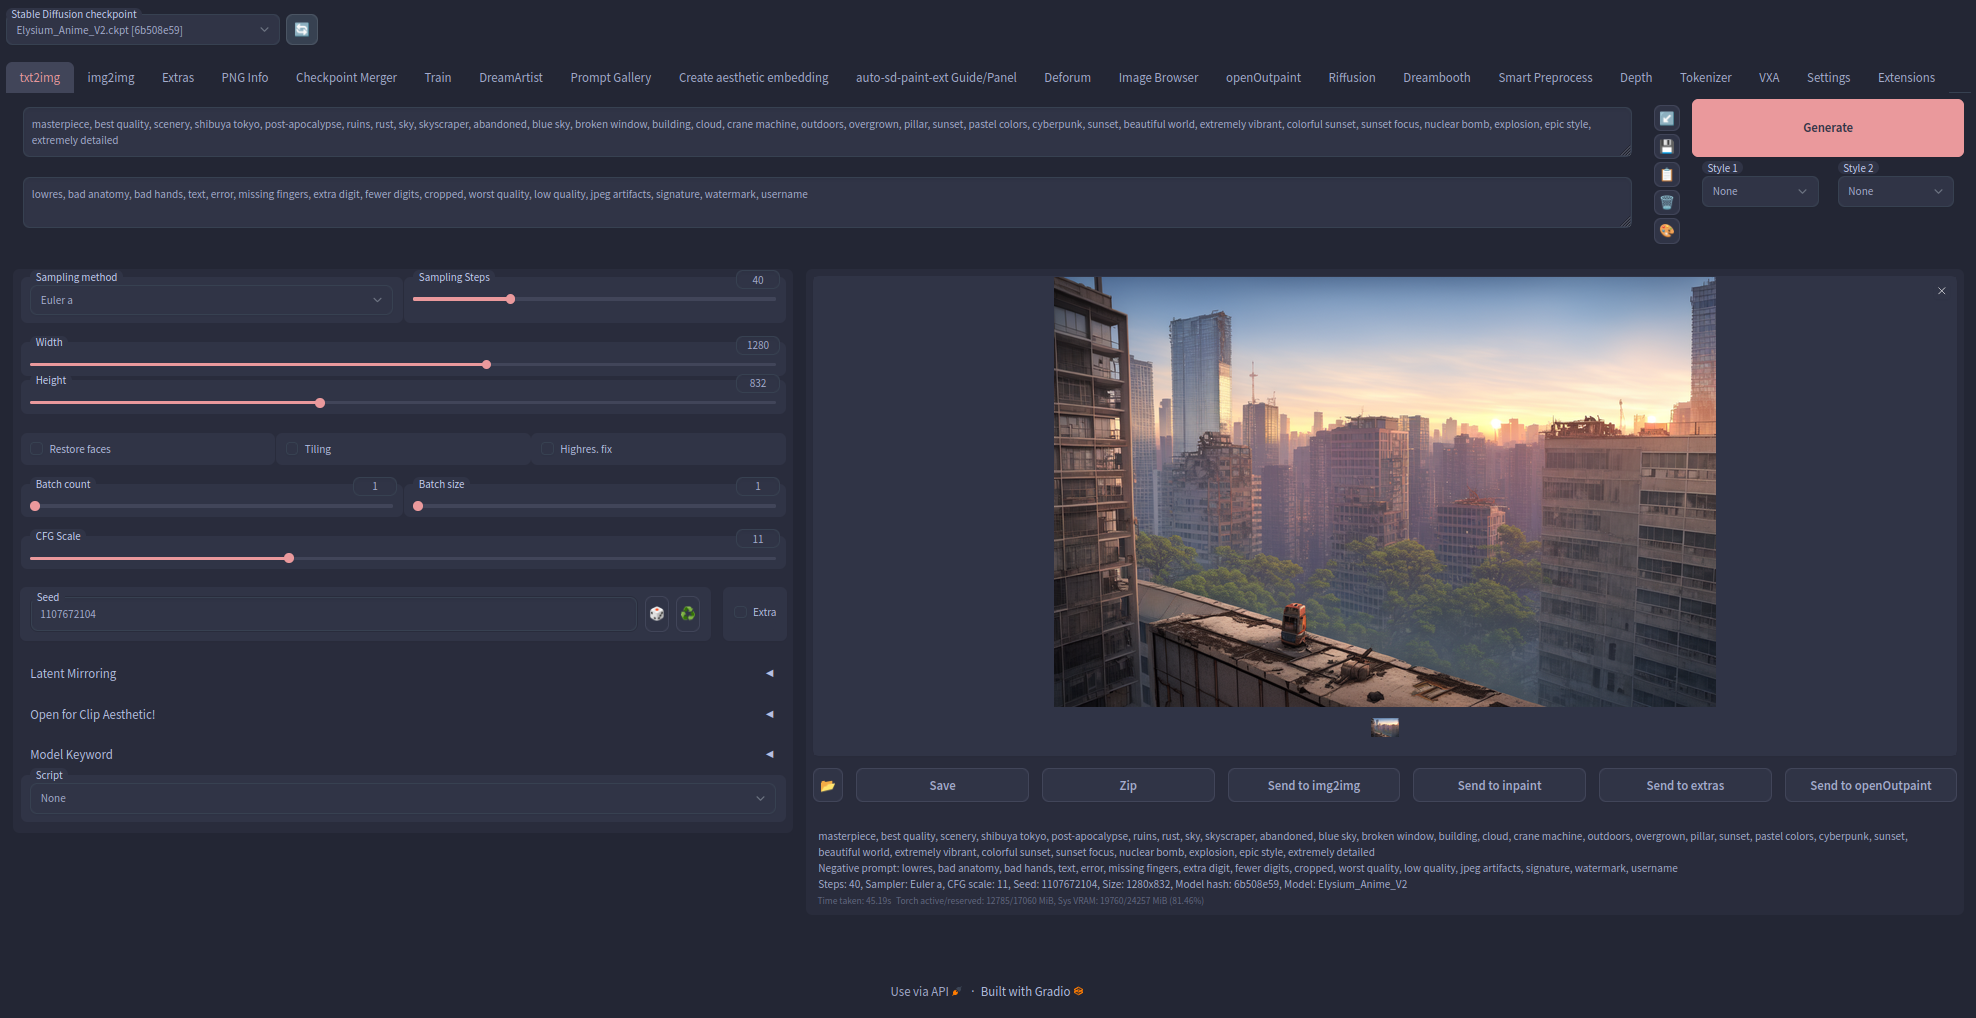 Stable Diffusion checkpoint
Elysium_Anime_V2.ckpt [6b508e59]
txt2img img2img Extras PNG Info Checkpoint Merger Train DreamArtist Prompt Gallery Create aesthetic embedding auto-sd-paint-ext Guide/Panel Deforum Image Browser openOutpaint Riffusion Dreambooth Smart Preprocess Depth Tokenizer VXA Settings Extensions
masterpiece, best quality, scenery, shibuya tokyo, post-apocalypse, ruins, rust, sky, skyscraper, abandoned, blue sky, broken window, building, cloud, crane machine, outdoors, overgrown, pillar, sunset, pastel colors, cyberpunk, sunset, beautiful world, extremely vibrant, colorful sunset, sunset focus, nuclear bomb, explosion, epic style,
extremely detailed
Generate
Style 1 Style 2
None None
lowres, bad anatomy, bad hands, text, error, missing fingers, extra digit, fewer digits, cropped, worst quality, low quality, jpeg artifacts, signature, watermark, username
Sampling method Sampling Steps 40
Euler a
Width 1280
Height 832
Restore faces Tiling Highres. fix
Batch count 1 Batch size 1
CFG Scale 11
Seed
1107672104
Extra
Latent Mirroring
Open for Clip Aesthetic!
Model Keyword
Script
None
Save Zip Send to img2img Send to inpaint Send to extras Send to openOutpaint
masterpiece, best quality, scenery, shibuya tokyo, post-apocalypse, ruins, rust, sky, skyscraper, abandoned, blue sky, broken window, building, cloud, crane machine, outdoors, overgrown, pillar, sunset, pastel colors, cyberpunk, sunset,
beautiful world, extremely vibrant, colorful sunset, sunset focus, nuclear bomb, explosion, epic style, extremely detailed
Negative prompt: lowres, bad anatomy, bad hands, text, error, missing fingers, extra digit, fewer digits, cropped, worst quality, low quality, jpeg artifacts, signature, watermark, username
Steps: 40, Sampler: Euler a, CFG scale: 11, Seed: 1107672104, Size: 1280x832, Model hash: 6b508e59, Model: Elysium_Anime_V2
Time taken: 45.19s Torch active/reserved: 12785/17060 MiB, Sys VRAM: 19760/24257 MiB (81.46%)
Use via API · Built with Gradio